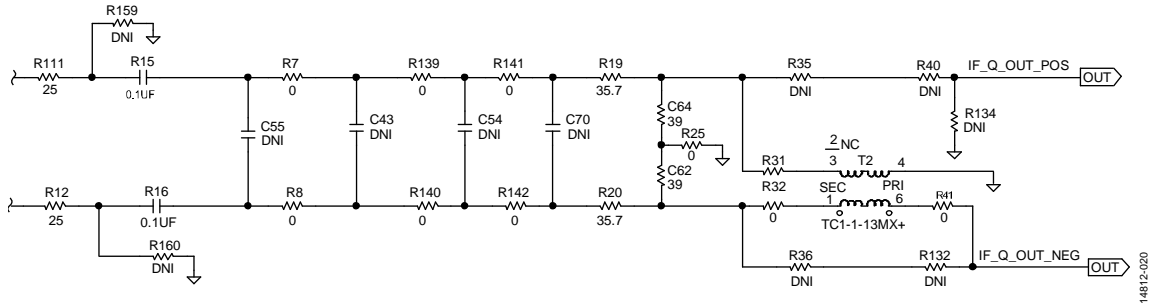 R159
DNI
R111
25
R15
0.1UF
R7
0
R139
0
R141
0
R19
35.7
R35
DNI
R40
DNI
IF_Q_OUT_POS
OUT
R134
DNI
C55
DNI
C43
DNI
C54
DNI
C70
DNI
C64
39
R25
0
C62
39
2 NC
3 T2 4
R31
0
SEC PRI
1 6
TC1-1-13MX+
R32
0
R41
0
R12
25
R16
0.1UF
R8
0
R140
0
R142
0
R20
35.7
R160
DNI
R36
DNI
R132
DNI
IF_Q_OUT_NEG
OUT
14812-020